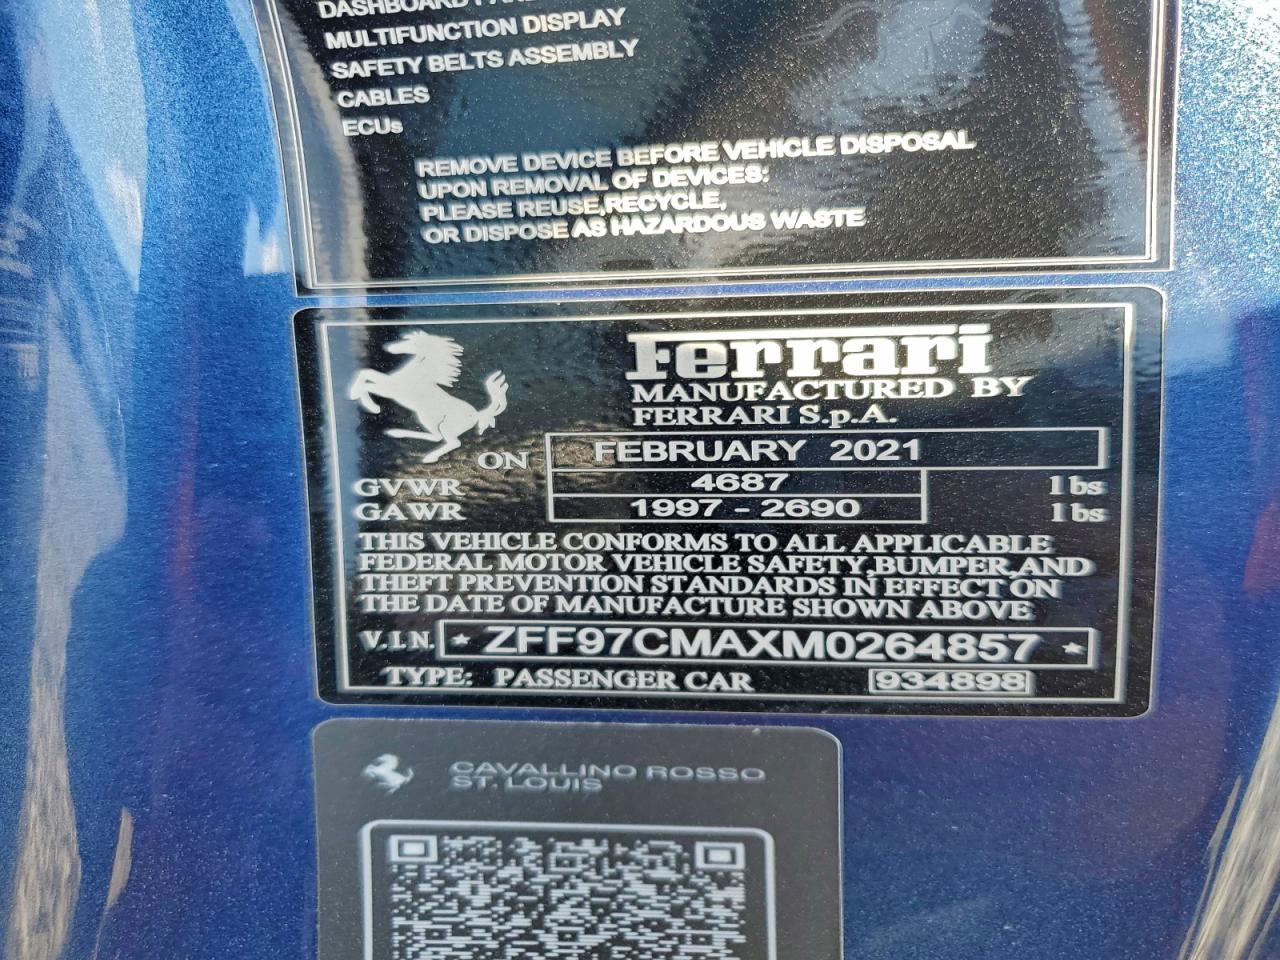 DASHBOARD
MULTIFUNCTION DISPLAY
SAFETY BELTS ASSEMBLY
CABLES
ECUs
REMOVE DEVICE BEFORE VEHICLE DISPOSAL
UPON REMOVAL OF DEVICES:
PLEASE REUSE,RECYCLE,
OR DISPOSE AS HAZARDOUS WASTE
Ferrari
MANUFACTURED BY
FERRARI S.p.A.
ON FEBRUARY 2021
GVWR 4687 lbs
GAWR 1997 - 2690 lbs
THIS VEHICLE CONFORMS TO ALL APPLICABLE
FEDERAL MOTOR VEHICLE SAFETY, BUMPER, AND
THEFT PREVENTION STANDARDS IN EFFECT ON
THE DATE OF MANUFACTURE SHOWN ABOVE
V.I.N. * ZFF97CMAXM0264857 *
TYPE: PASSENGER CAR 934898
CAVALLINO ROSSO
ST. LOUIS